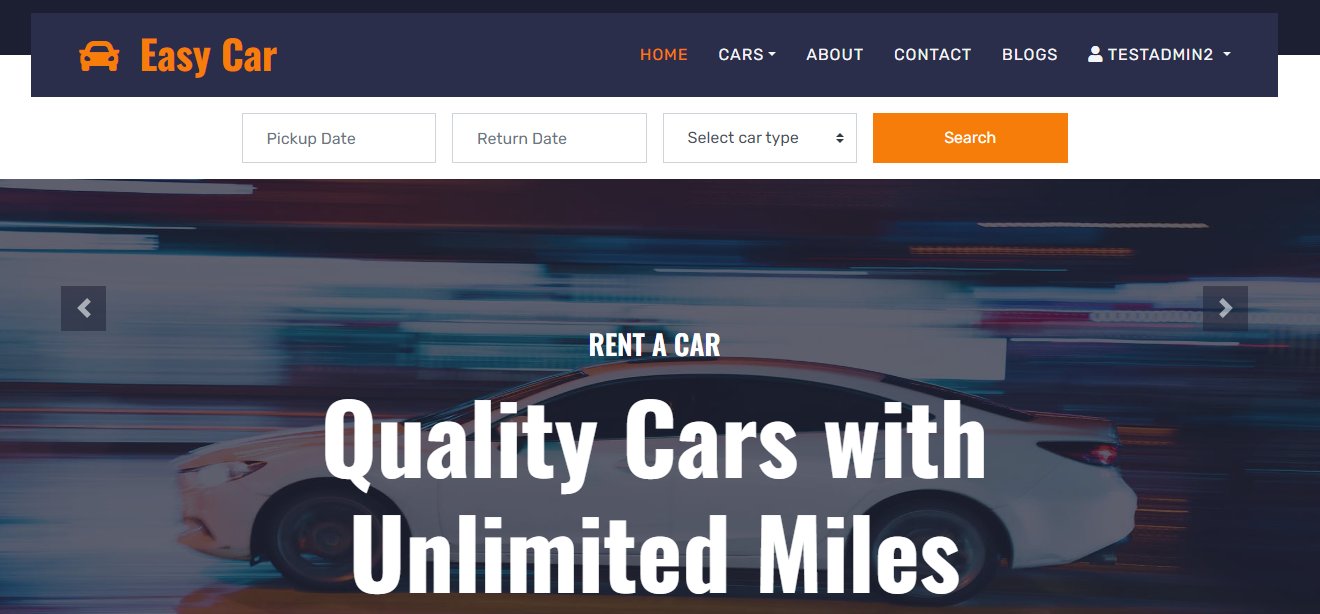 Easy Car
HOME CARS ABOUT CONTACT BLOGS TESTADMIN2
Pickup Date Return Date Select car type Search
RENT A CAR
Quality Cars with
Unlimited Miles